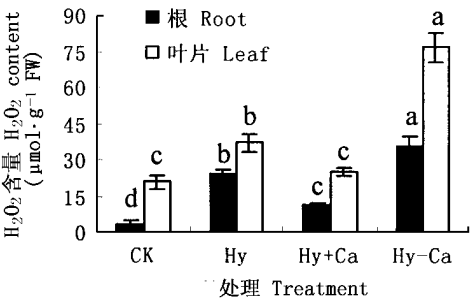 H₂O₂含量 H₂O₂ content
(μmol·g⁻¹ FW)
90
75
60
45
30
15
0
根 Root
叶片 Leaf
d
c
b
b
c
c
a
a
CK
Hy
Hy+Ca
Hy-Ca
处理 Treatment